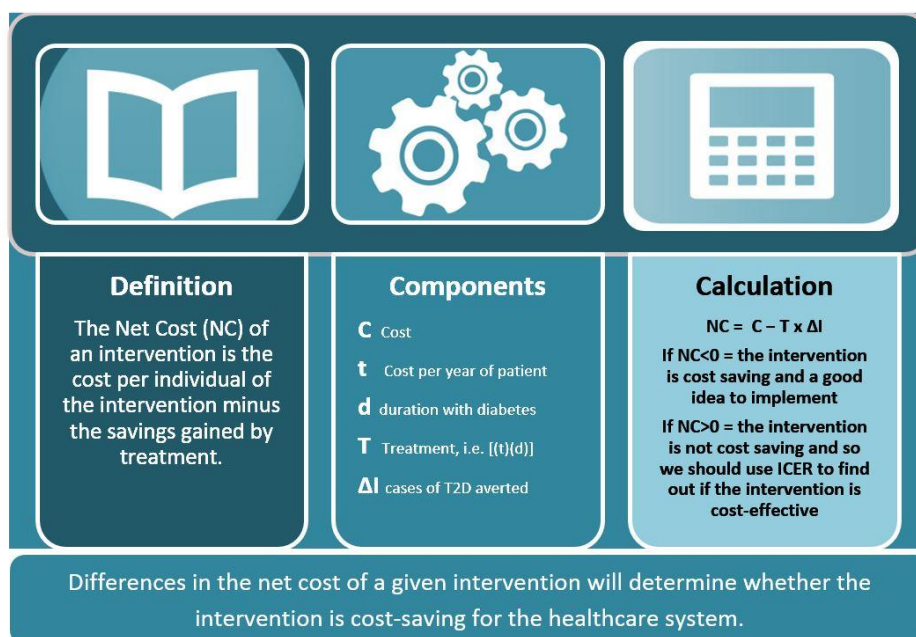 Definition
The Net Cost (NC) of
an intervention is the
cost per individual of
the intervention minus
the savings gained by
treatment.
Components
C Cost
t Cost per year of patient
d duration with diabetes
T Treatment, i.e. [(t)(d)]
ΔI cases of T2D averted
Calculation
NC = C – T x ΔI
If NC<0 = the intervention
is cost saving and a good
idea to implement
If NC>0 = the intervention
is not cost saving and so
we should use ICER to find
out if the intervention is
cost-effective
Differences in the net cost of a given intervention will determine whether the
intervention is cost-saving for the healthcare system.